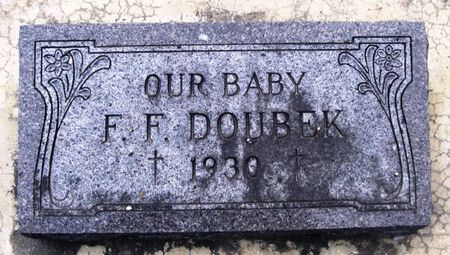 OUR BABY
F. F. DOUBEK
† 1930 †